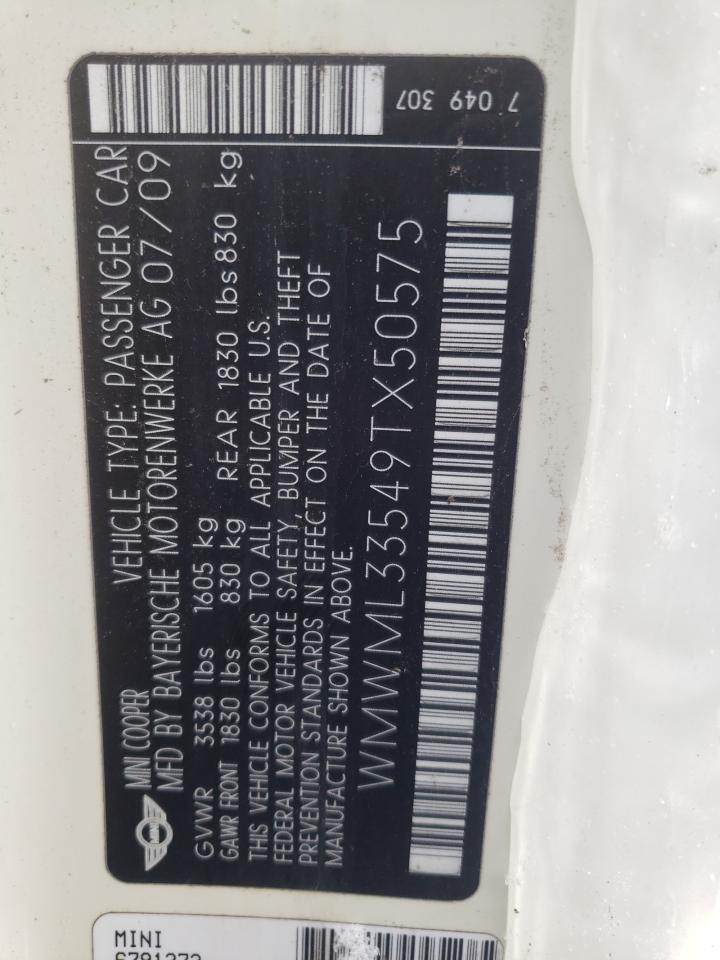 MINI COOPER VEHICLE TYPE: PASSENGER CAR
MFD BY BAYERISCHE MOTORENWERKE AG 07/09
GVWR 3538 lbs 1605 kg
GAWR FRONT 1830 lbs 830 kg REAR 1830 lbs 830 kg
THIS VEHICLE CONFORMS TO ALL APPLICABLE U.S.
FEDERAL MOTOR VEHICLE SAFETY, BUMPER AND THEFT
PREVENTION STANDARDS IN EFFECT ON THE DATE OF
MANUFACTURE SHOWN ABOVE.
WMWML33549TX50575
7 049 307
MINI